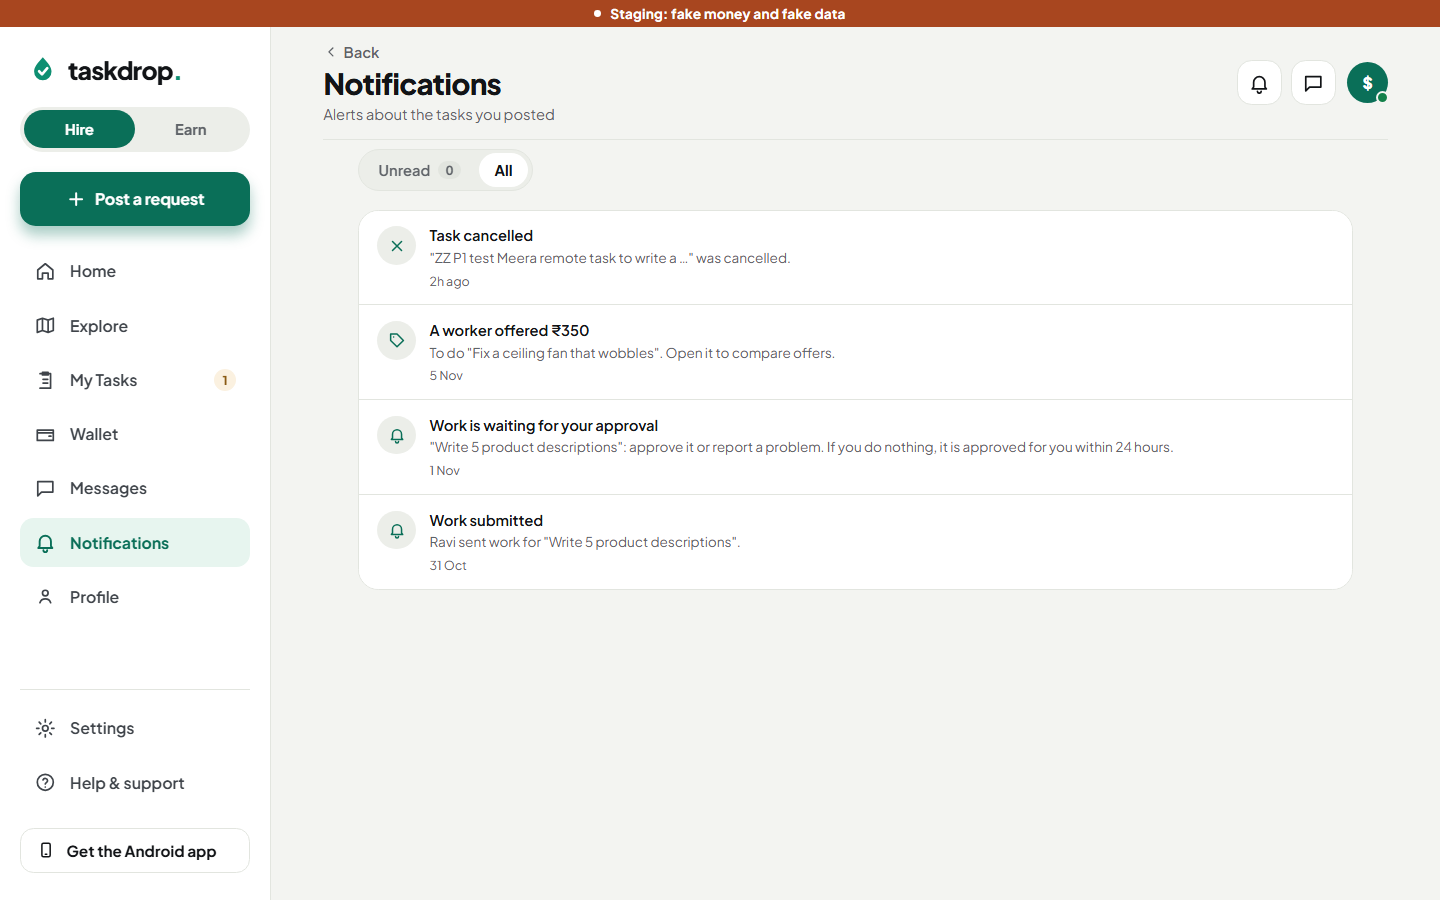 Staging: fake money and fake data
taskdrop.
Hire
Earn
Post a request
Home
Explore
My Tasks
1
Wallet
Messages
Notifications
Profile
Settings
Help & support
Get the Android app
Back
Notifications
Alerts about the tasks you posted
$
Unread 0
All
Task cancelled
"ZZ P1 test Meera remote task to write a ..." was cancelled.
2h ago
A worker offered ₹350
To do "Fix a ceiling fan that wobbles". Open it to compare offers.
5 Nov
Work is waiting for your approval
"Write 5 product descriptions": approve it or report a problem. If you do nothing, it is approved for you within 24 hours.
1 Nov
Work submitted
Ravi sent work for "Write 5 product descriptions".
31 Oct